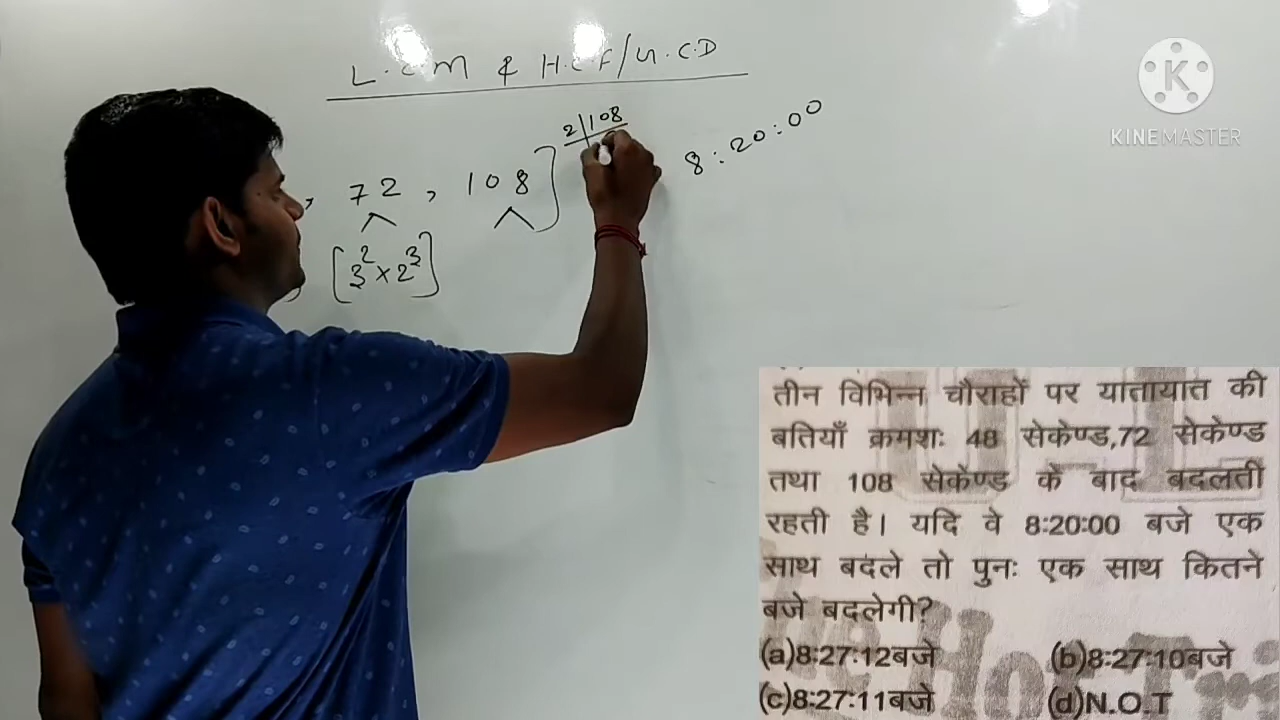 L.C.M & H.C.F/G.C.D
2 108
8:20:00
, 72, 108
3² × 2³
KINEMASTER
तीन विभिन्न चौराहों पर यातायात की
बतियाँ क्रमशः 48 सेकेण्ड,72 सेकेण्ड
तथा 108 सेकेण्ड के बाद बदलती
रहती है। यदि वे 8:20:00 बजे एक
साथ बदले तो पुनः एक साथ कितने
बजे बदलेगी?
(a)8:27:12बजे (b)8:27:10बजे
(c)8:27:11बजे (d)N.O.T